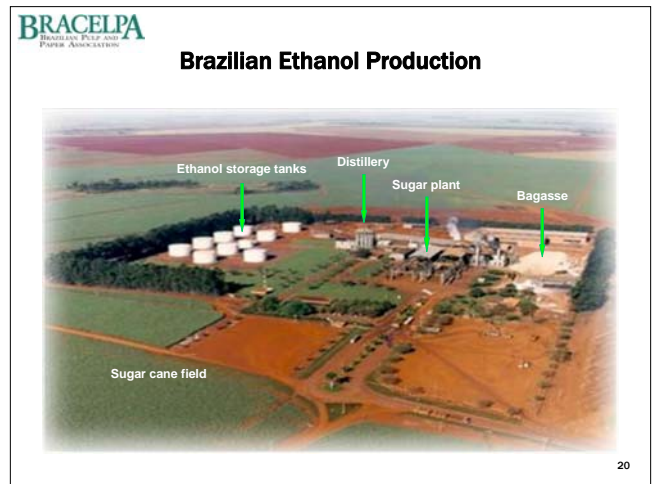 BRACELPA
BRAZILIAN PULP AND
PAPER ASSOCIATION
Brazilian Ethanol Production
Ethanol storage tanks
Distillery
Sugar plant
Bagasse
Sugar cane field
20